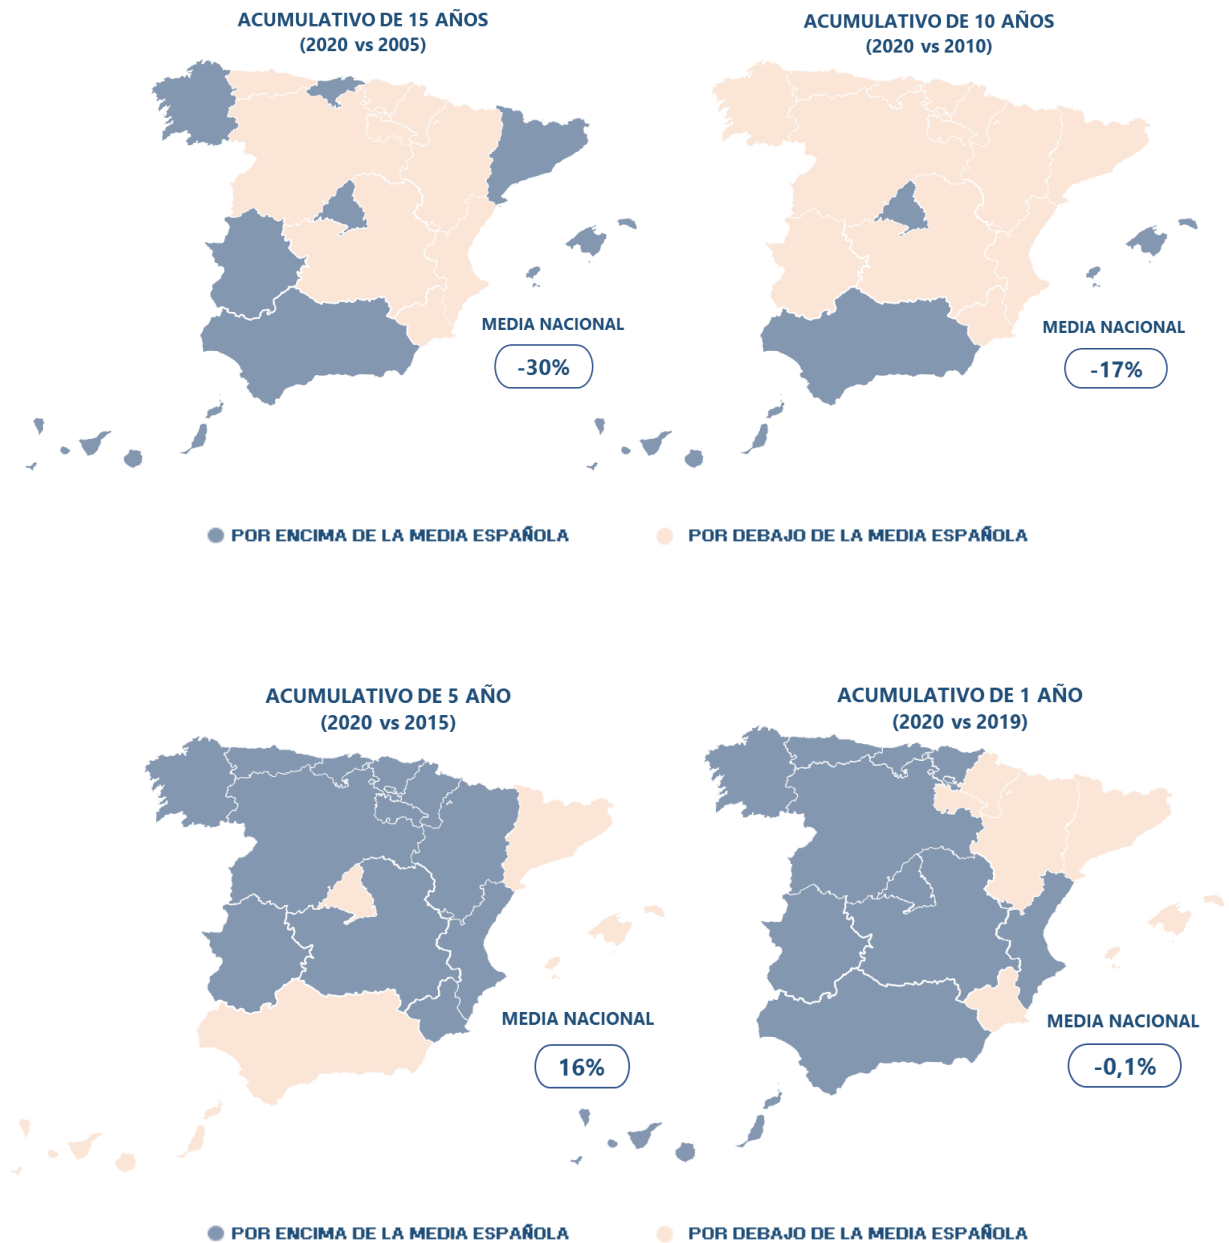 ACUMULATIVO DE 15 AÑOS
(2020 vs 2005)
ACUMULATIVO DE 10 AÑOS
(2020 vs 2010)
MEDIA NACIONAL
-30%
MEDIA NACIONAL
-17%
POR ENCIMA DE LA MEDIA ESPAÑOLA
POR DEBAJO DE LA MEDIA ESPAÑOLA
ACUMULATIVO DE 5 AÑO
(2020 vs 2015)
ACUMULATIVO DE 1 AÑO
(2020 vs 2019)
MEDIA NACIONAL
16%
MEDIA NACIONAL
-0,1%
POR ENCIMA DE LA MEDIA ESPAÑOLA
POR DEBAJO DE LA MEDIA ESPAÑOLA